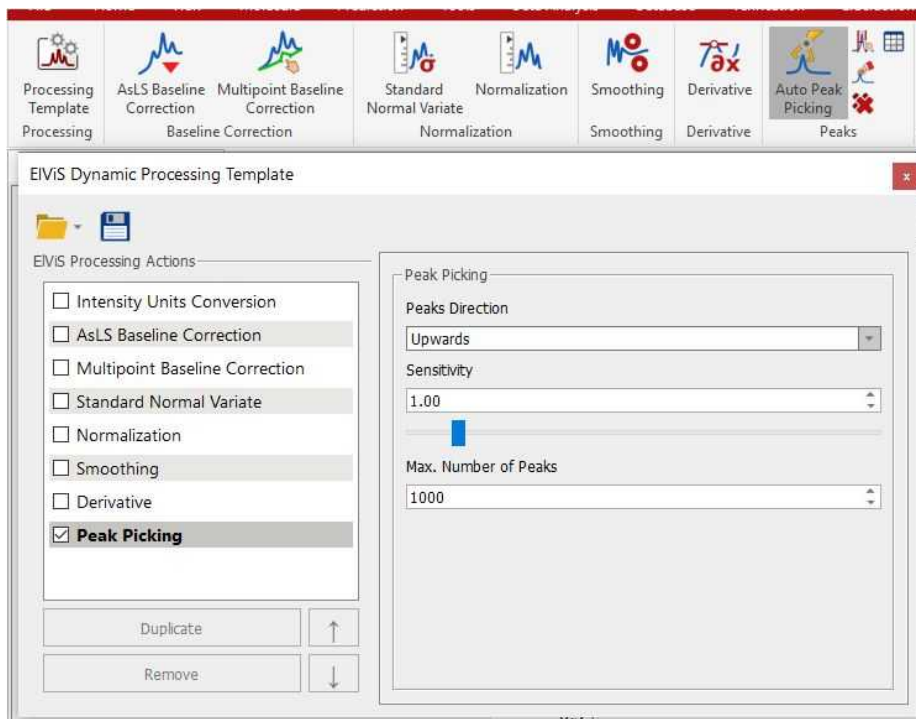 Processing Template
AsLS Baseline Correction
Multipoint Baseline Correction
Standard Normal Variate
Normalization
Smoothing
Derivative
Auto Peak Picking
Processing
Baseline Correction
Normalization
Smoothing
Derivative
Peaks
ElViS Dynamic Processing Template
ElViS Processing Actions
Intensity Units Conversion
AsLS Baseline Correction
Multipoint Baseline Correction
Standard Normal Variate
Normalization
Smoothing
Derivative
Peak Picking
Duplicate
Remove
Peak Picking
Peaks Direction
Upwards
Sensitivity
1.00
Max. Number of Peaks
1000